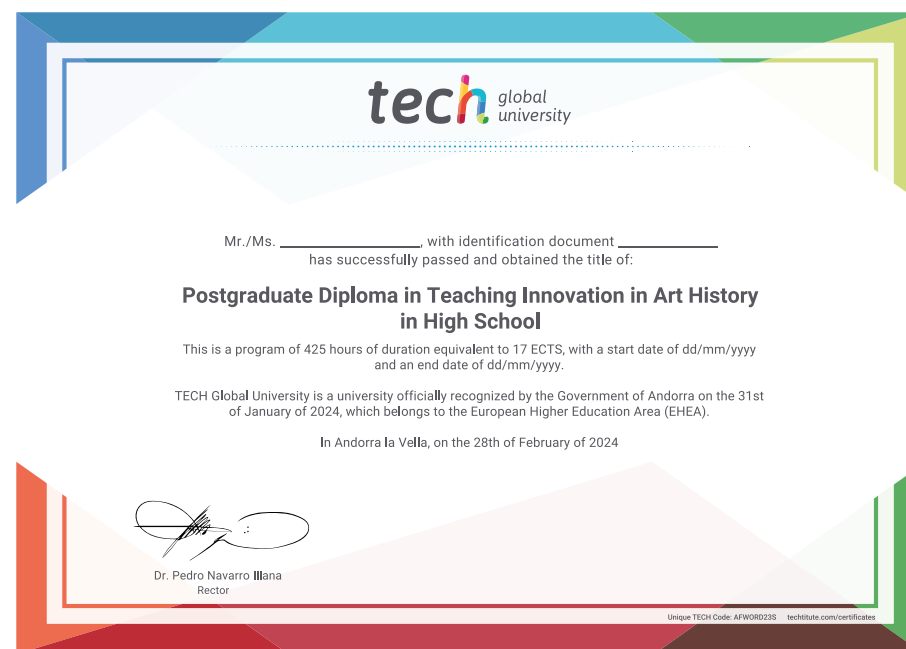 tech global
university
Mr./Ms. ____________________, with identification document ______________
has successfully passed and obtained the title of:
Postgraduate Diploma in Teaching Innovation in Art History
in High School
This is a program of 425 hours of duration equivalent to 17 ECTS, with a start date of dd/mm/yyyy
and an end date of dd/mm/yyyy.
TECH Global University is a university officially recognized by the Government of Andorra on the 31st
of January of 2024, which belongs to the European Higher Education Area (EHEA).
In Andorra la Vella, on the 28th of February of 2024
Dr. Pedro Navarro Illana
Rector
Unique TECH Code: AFWORD23S techtitute.com/certificates